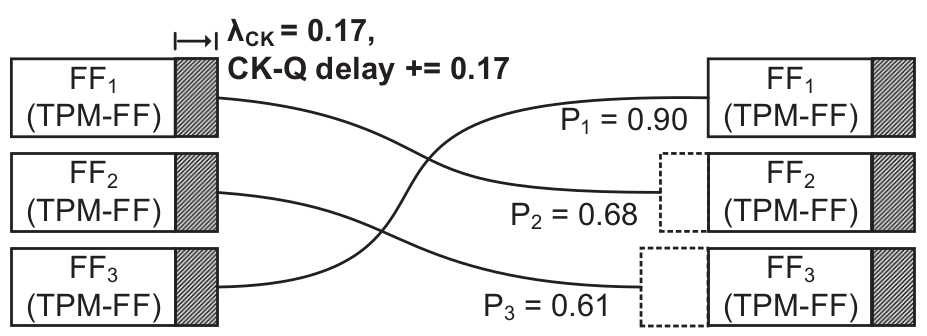 λCK = 0.17,
CK-Q delay += 0.17
FF1
(TPM-FF)
FF1
(TPM-FF)
P1 = 0.90
FF2
(TPM-FF)
FF2
(TPM-FF)
P2 = 0.68
FF3
(TPM-FF)
FF3
(TPM-FF)
P3 = 0.61